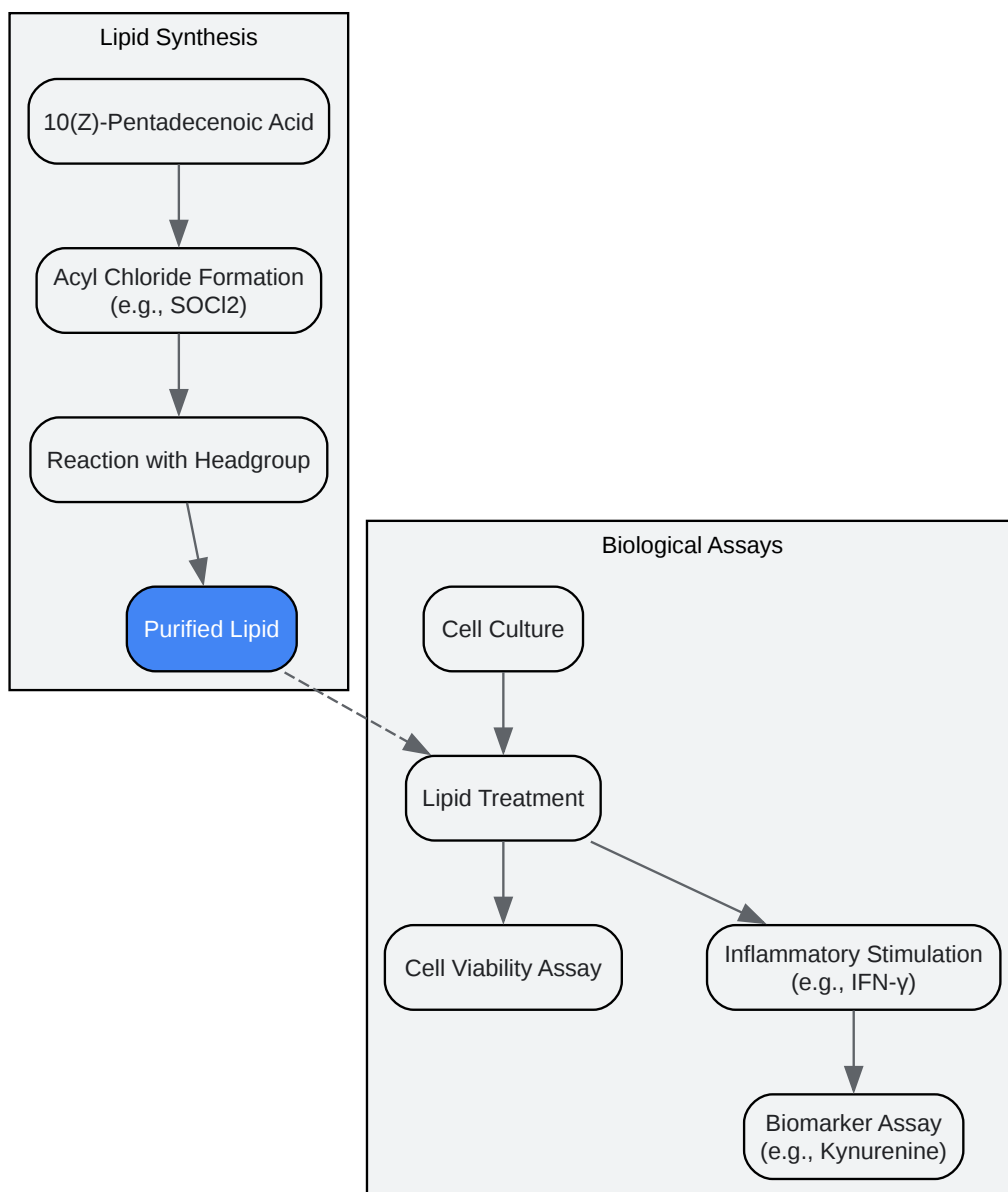 Lipid Synthesis
10(Z)-Pentadecenoic Acid
Acyl Chloride Formation
(e.g., SOCl2)
Reaction with Headgroup
Purified Lipid
Biological Assays
Cell Culture
Lipid Treatment
Cell Viability Assay
Inflammatory Stimulation
(e.g., IFN-γ)
Biomarker Assay
(e.g., Kynurenine)